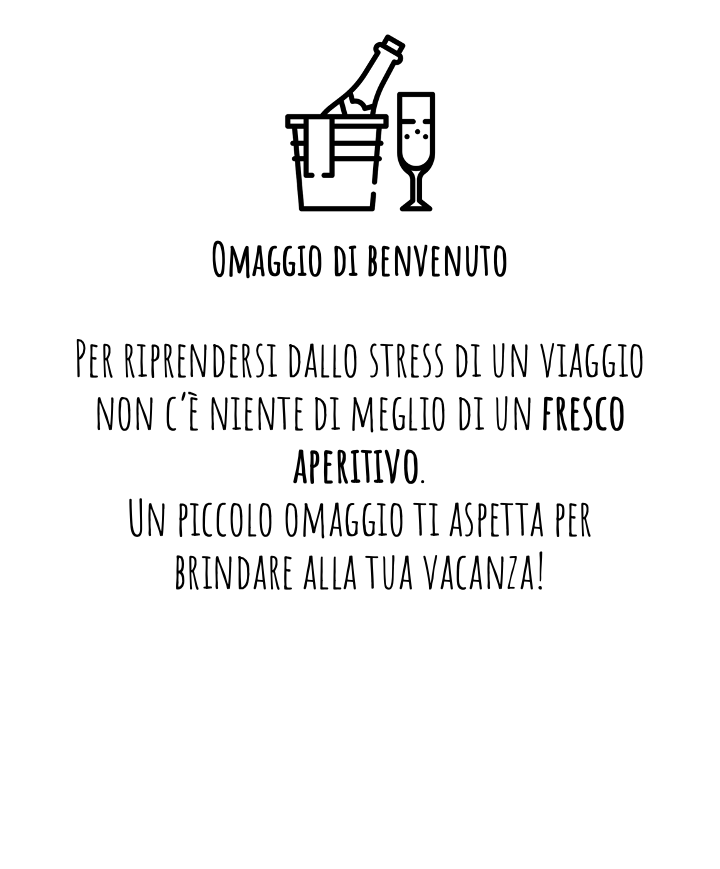 Omaggio di benvenuto
Per riprendersi dallo stress di un viaggio
non c'è niente di meglio di un fresco
aperitivo.
Un piccolo omaggio ti aspetta per
brindare alla tua vacanza!